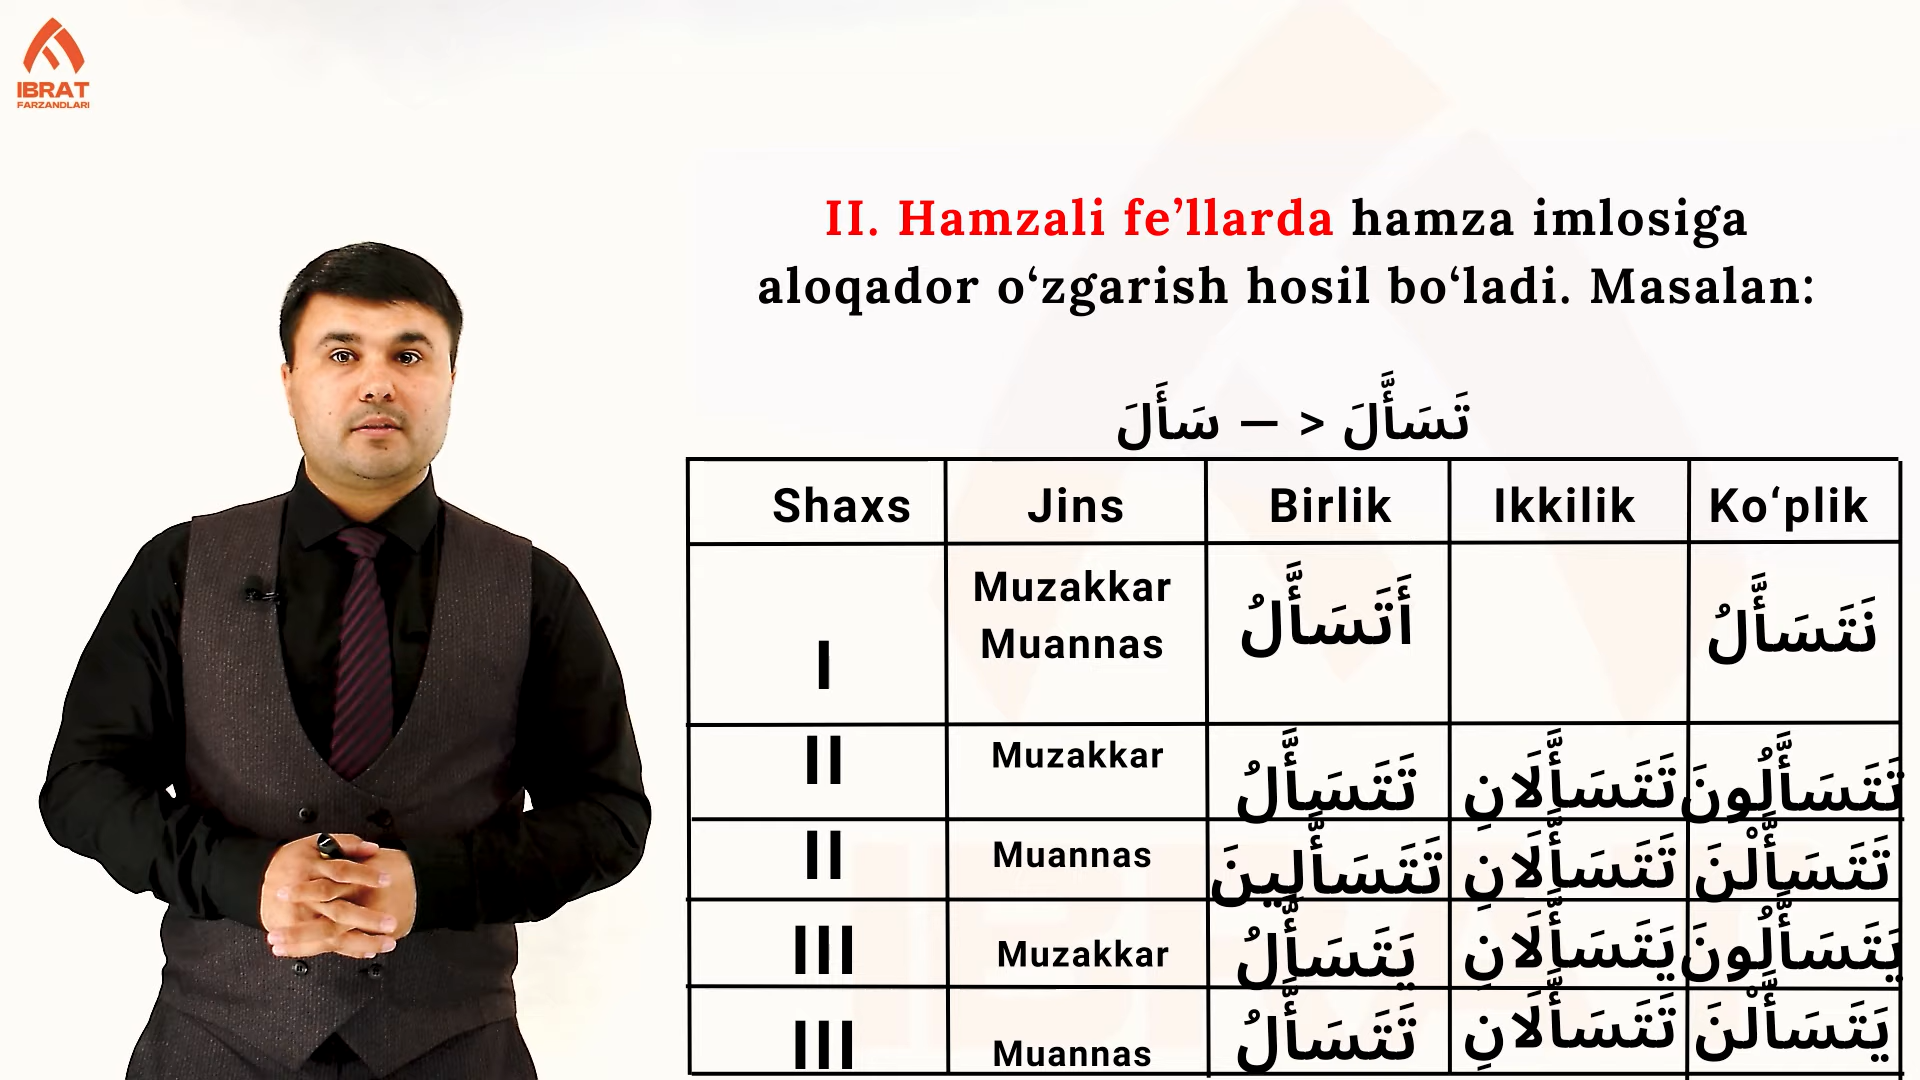 IBRAT
FARZANDLARI
II. Hamzali fe’llarda hamza imlosiga
aloqador o‘zgarish hosil bo‘ladi. Masalan:
تَسَأَّلَ < — سَأَلَ
Shaxs Jins Birlik Ikkilik Ko‘plik
I Muzakkar Muannas أَتَسَأَّلُ نَتَسَأَّلُ
II Muzakkar تَتَسَأَّلُ تَتَسَأَّلَانِ تَتَسَأَّلُونَ
II Muannas تَتَسَأَّلِينَ تَتَسَأَّلَانِ تَتَسَأَّلْنَ
III Muzakkar يَتَسَأَّلُ يَتَسَأَّلَانِ يَتَسَأَّلُونَ
III Muannas تَتَسَأَّلُ تَتَسَأَّلَانِ يَتَسَأَّلْنَ